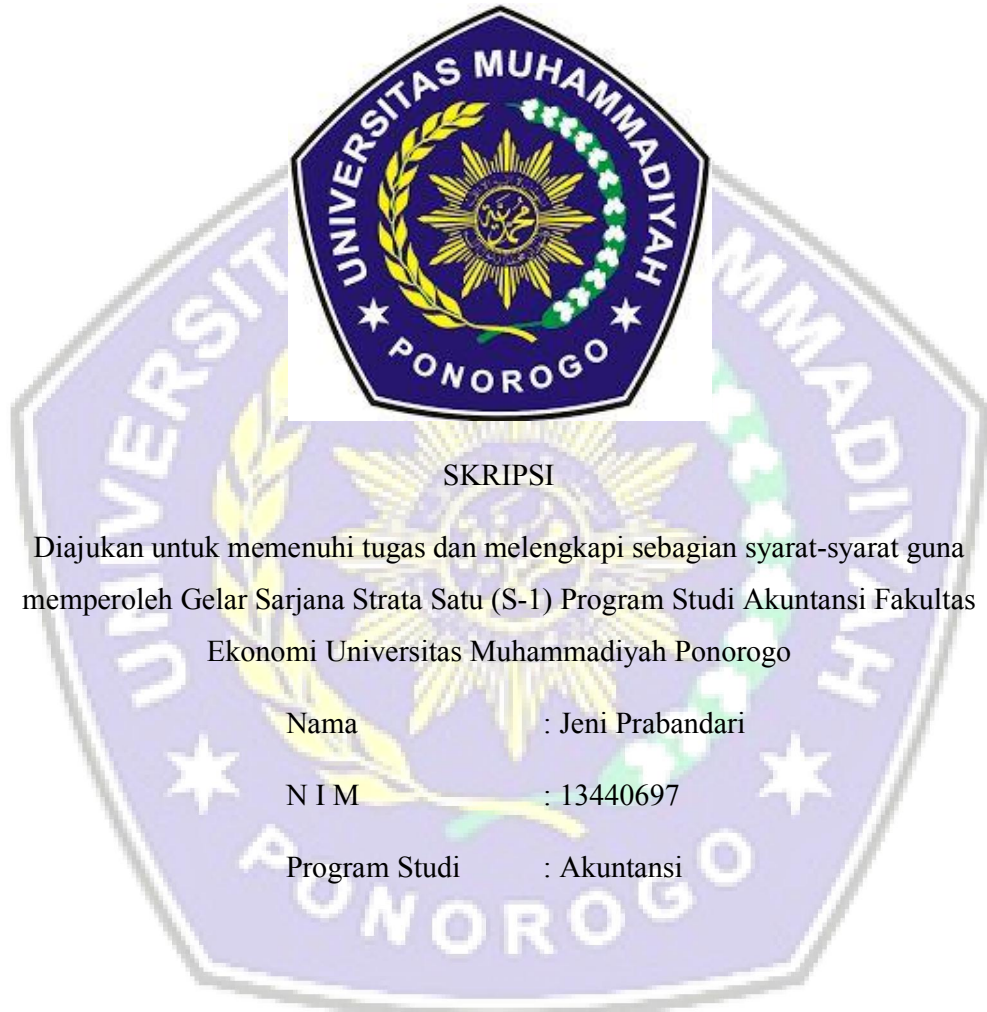 UNIVERSITAS MUHAMMADIYAH
PONOROGO
SKRIPSI
Diajukan untuk memenuhi tugas dan melengkapi sebagian syarat-syarat guna
memperoleh Gelar Sarjana Strata Satu (S-1) Program Studi Akuntansi Fakultas
Ekonomi Universitas Muhammadiyah Ponorogo
Nama : Jeni Prabandari
N I M : 13440697
Program Studi : Akuntansi